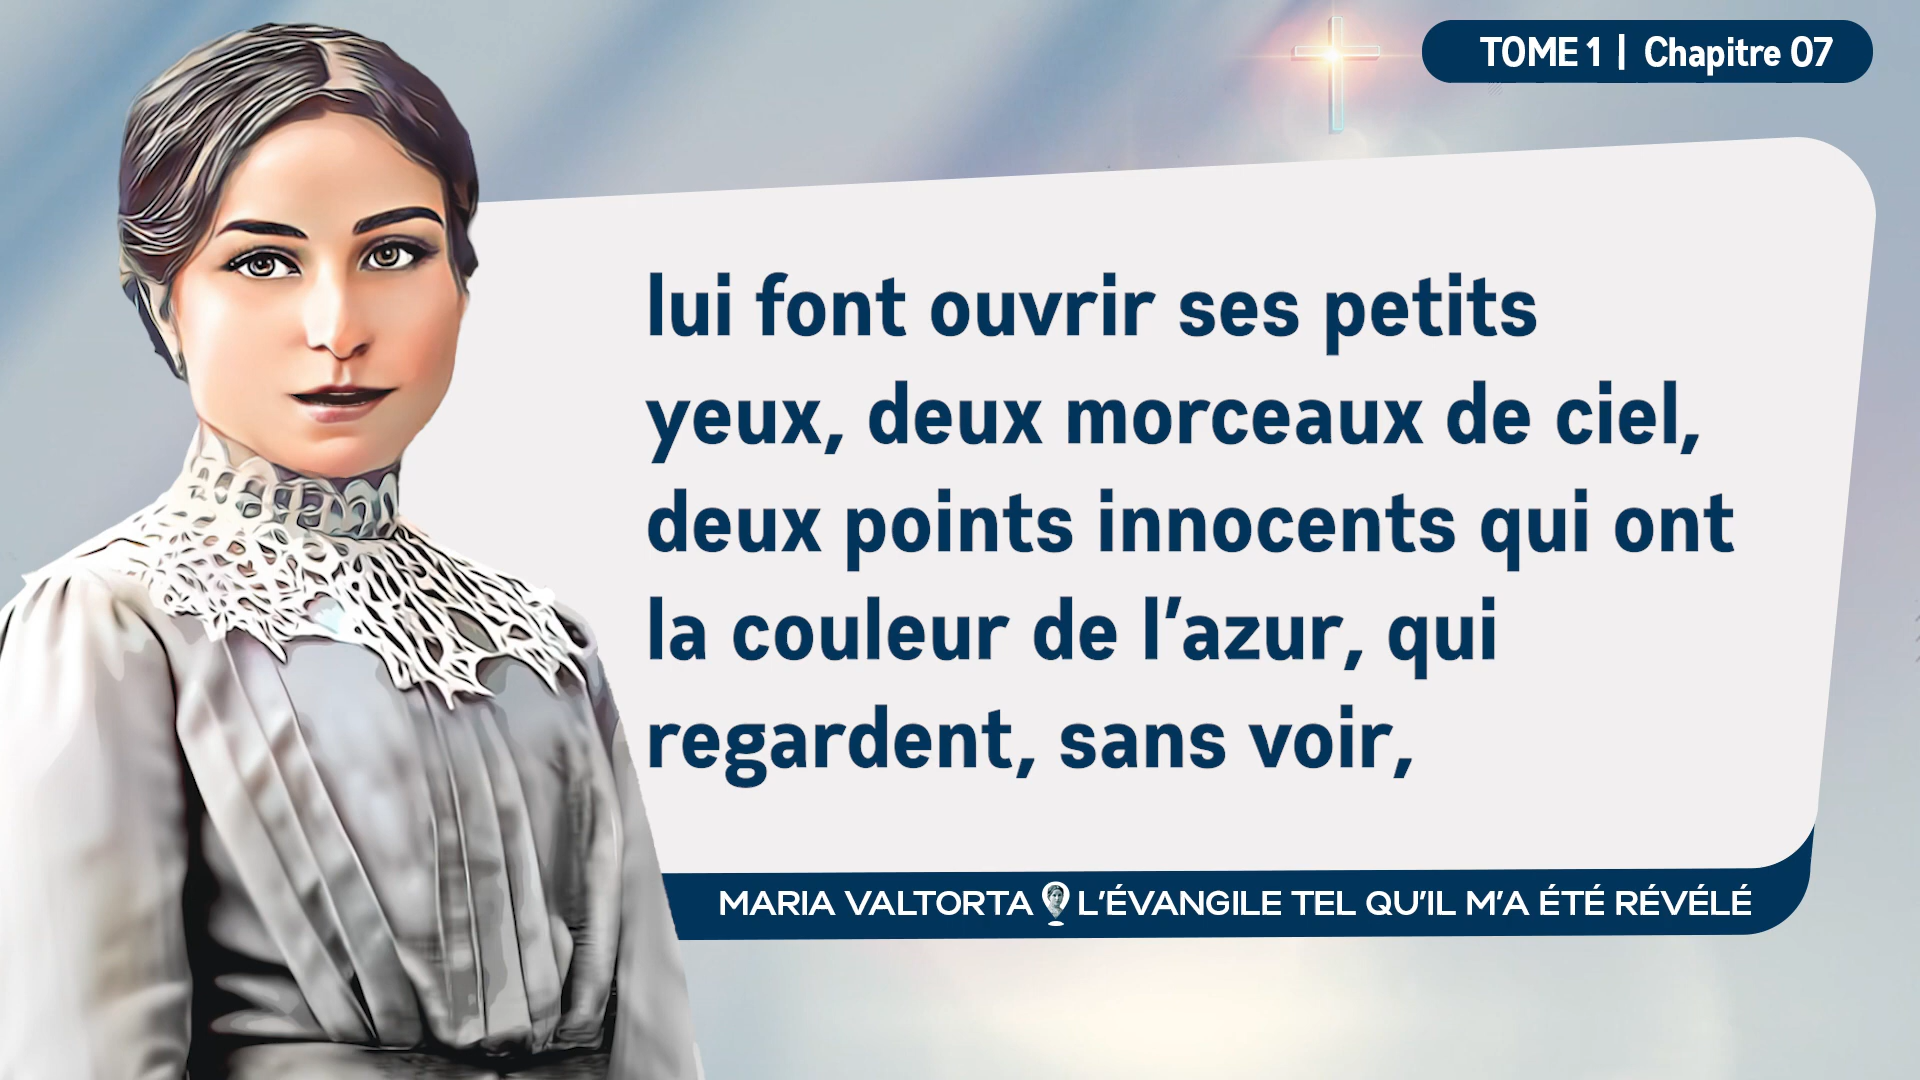 TOME 1 | Chapitre 07
lui font ouvrir ses petits
yeux, deux morceaux de ciel,
deux points innocents qui ont
la couleur de l’azur, qui
regardent, sans voir,
MARIA VALTORTA L’ÉVANGILE TEL QU’IL M’A ÉTÉ RÉVÉLÉ